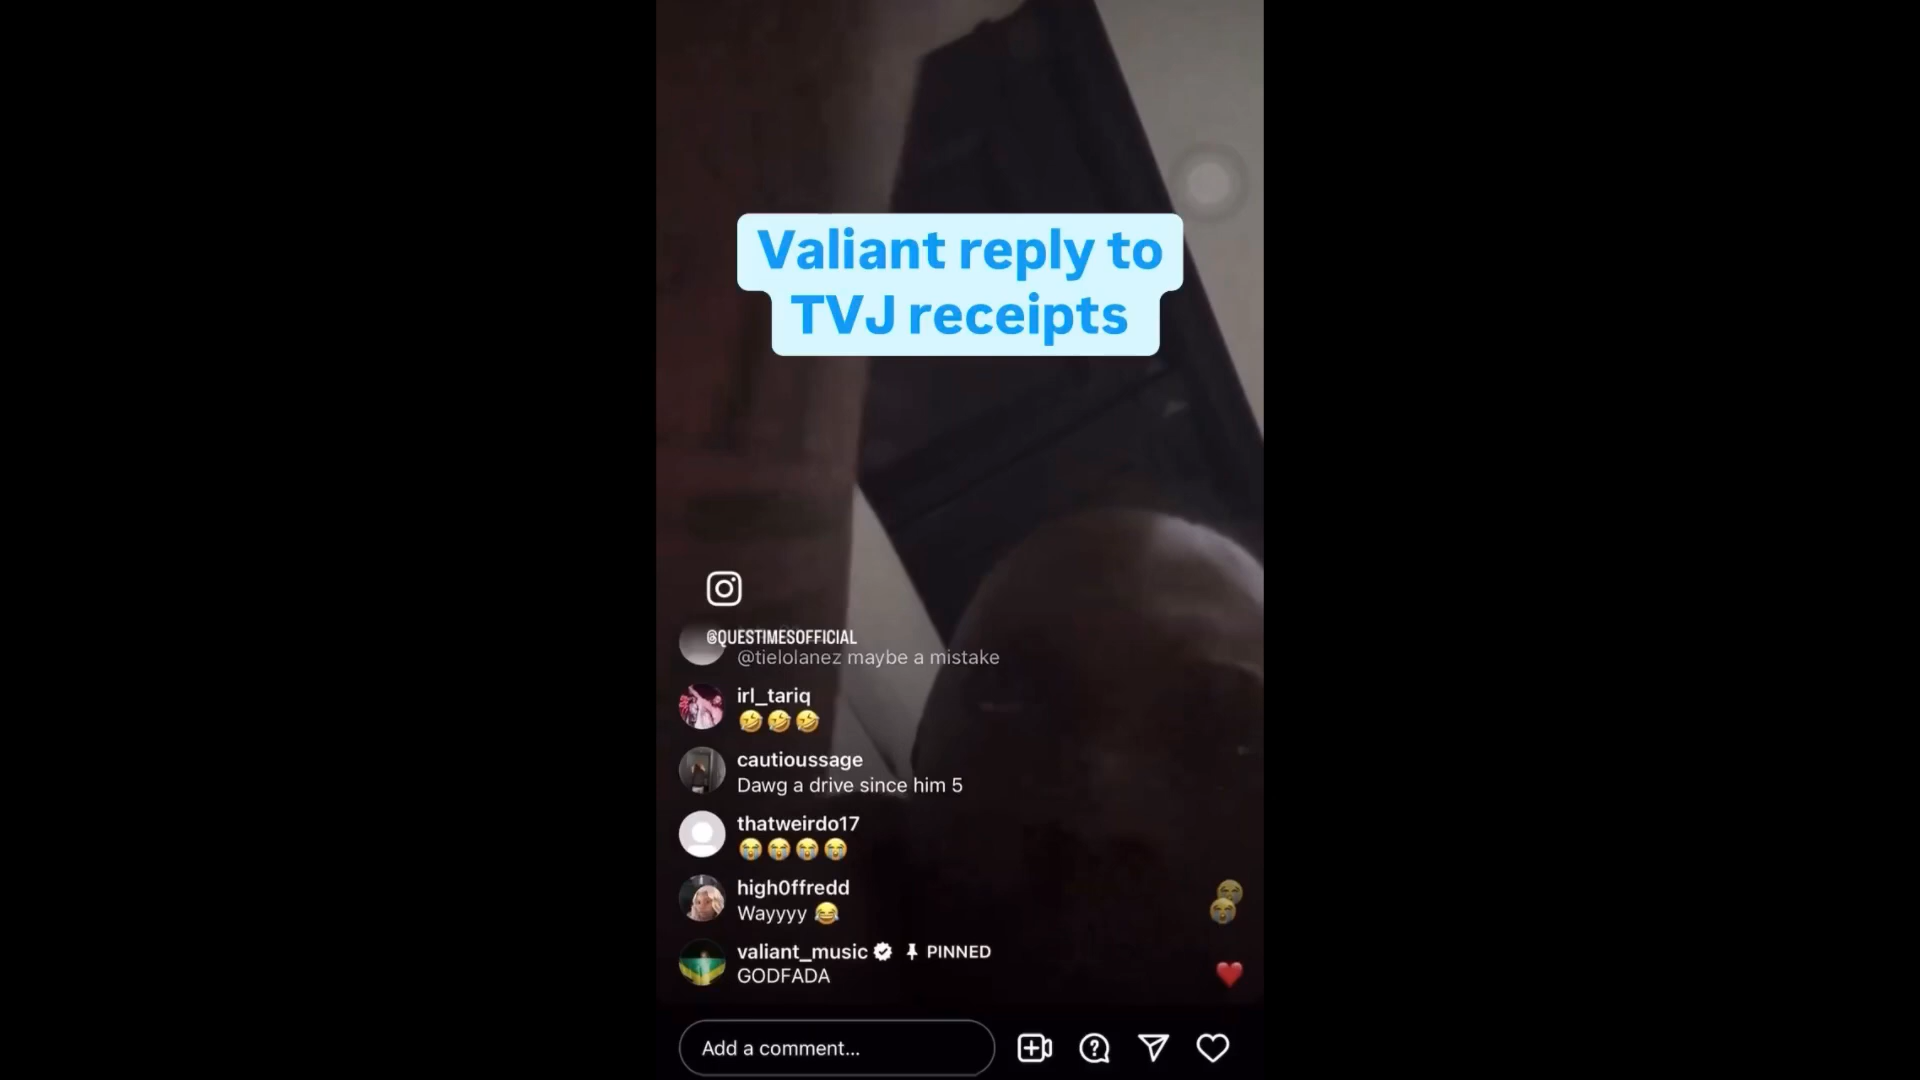 Valiant reply to
TVJ receipts
@QUESTIMESOFFICIAL
@tielolanez maybe a mistake
irl_tariq
🤣🤣🤣
cautioussage
Dawg a drive since him 5
thatweirdo17
😭😭😭😭
high0ffredd
Wayyyy 😂
valiant_music PINNED
GODFADA
Add a comment...